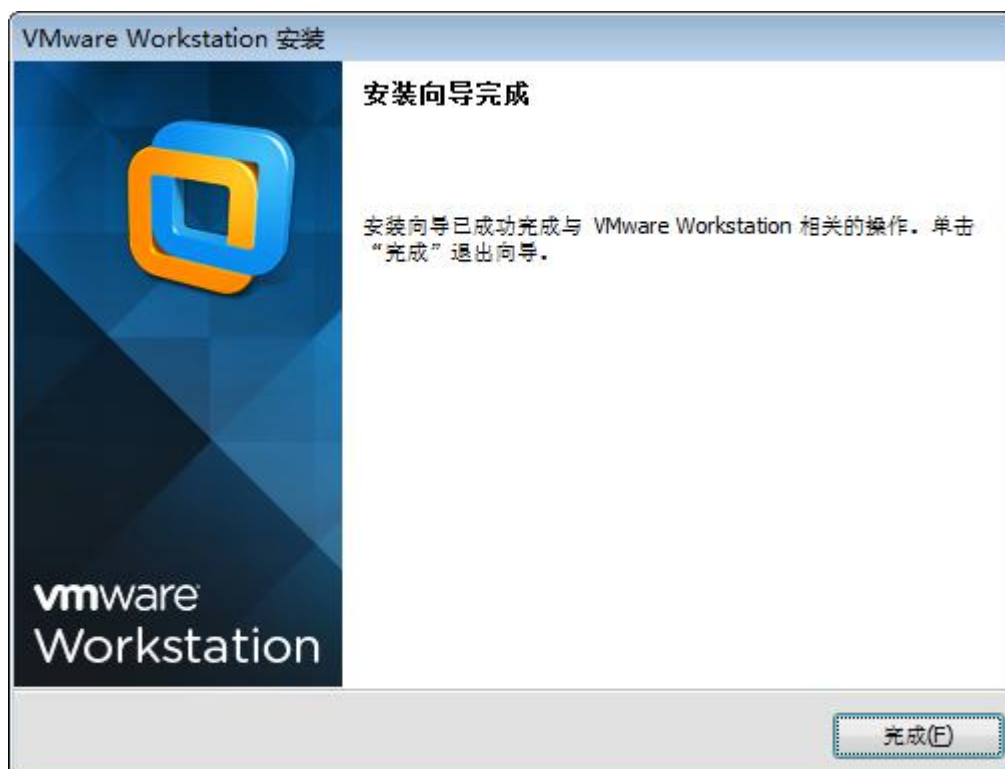 VMware Workstation 安装
安装向导完成
安装向导已成功完成与 VMware Workstation 相关的操作。单击
“完成”退出向导。
vmware
Workstation
完成(F)